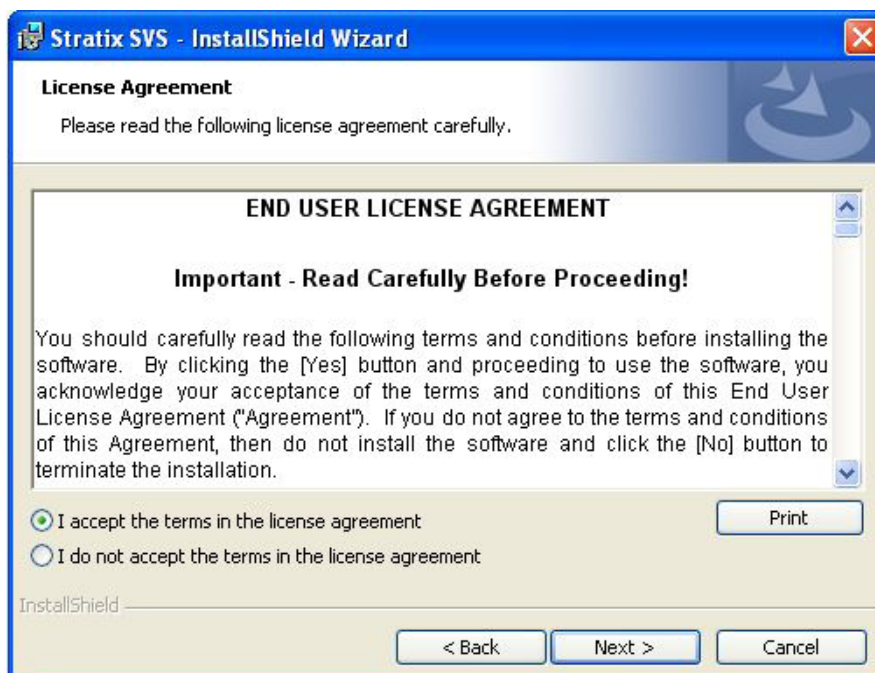 Stratix SVS - InstallShield Wizard
License Agreement
Please read the following license agreement carefully.
END USER LICENSE AGREEMENT
Important - Read Carefully Before Proceeding!
You should carefully read the following terms and conditions before installing the
software. By clicking the [Yes] button and proceeding to use the software, you
acknowledge your acceptance of the terms and conditions of this End User
License Agreement ("Agreement"). If you do not agree to the terms and conditions
of this Agreement, then do not install the software and click the [No] button to
terminate the installation.
I accept the terms in the license agreement
Print
I do not accept the terms in the license agreement
InstallShield
< Back Next > Cancel